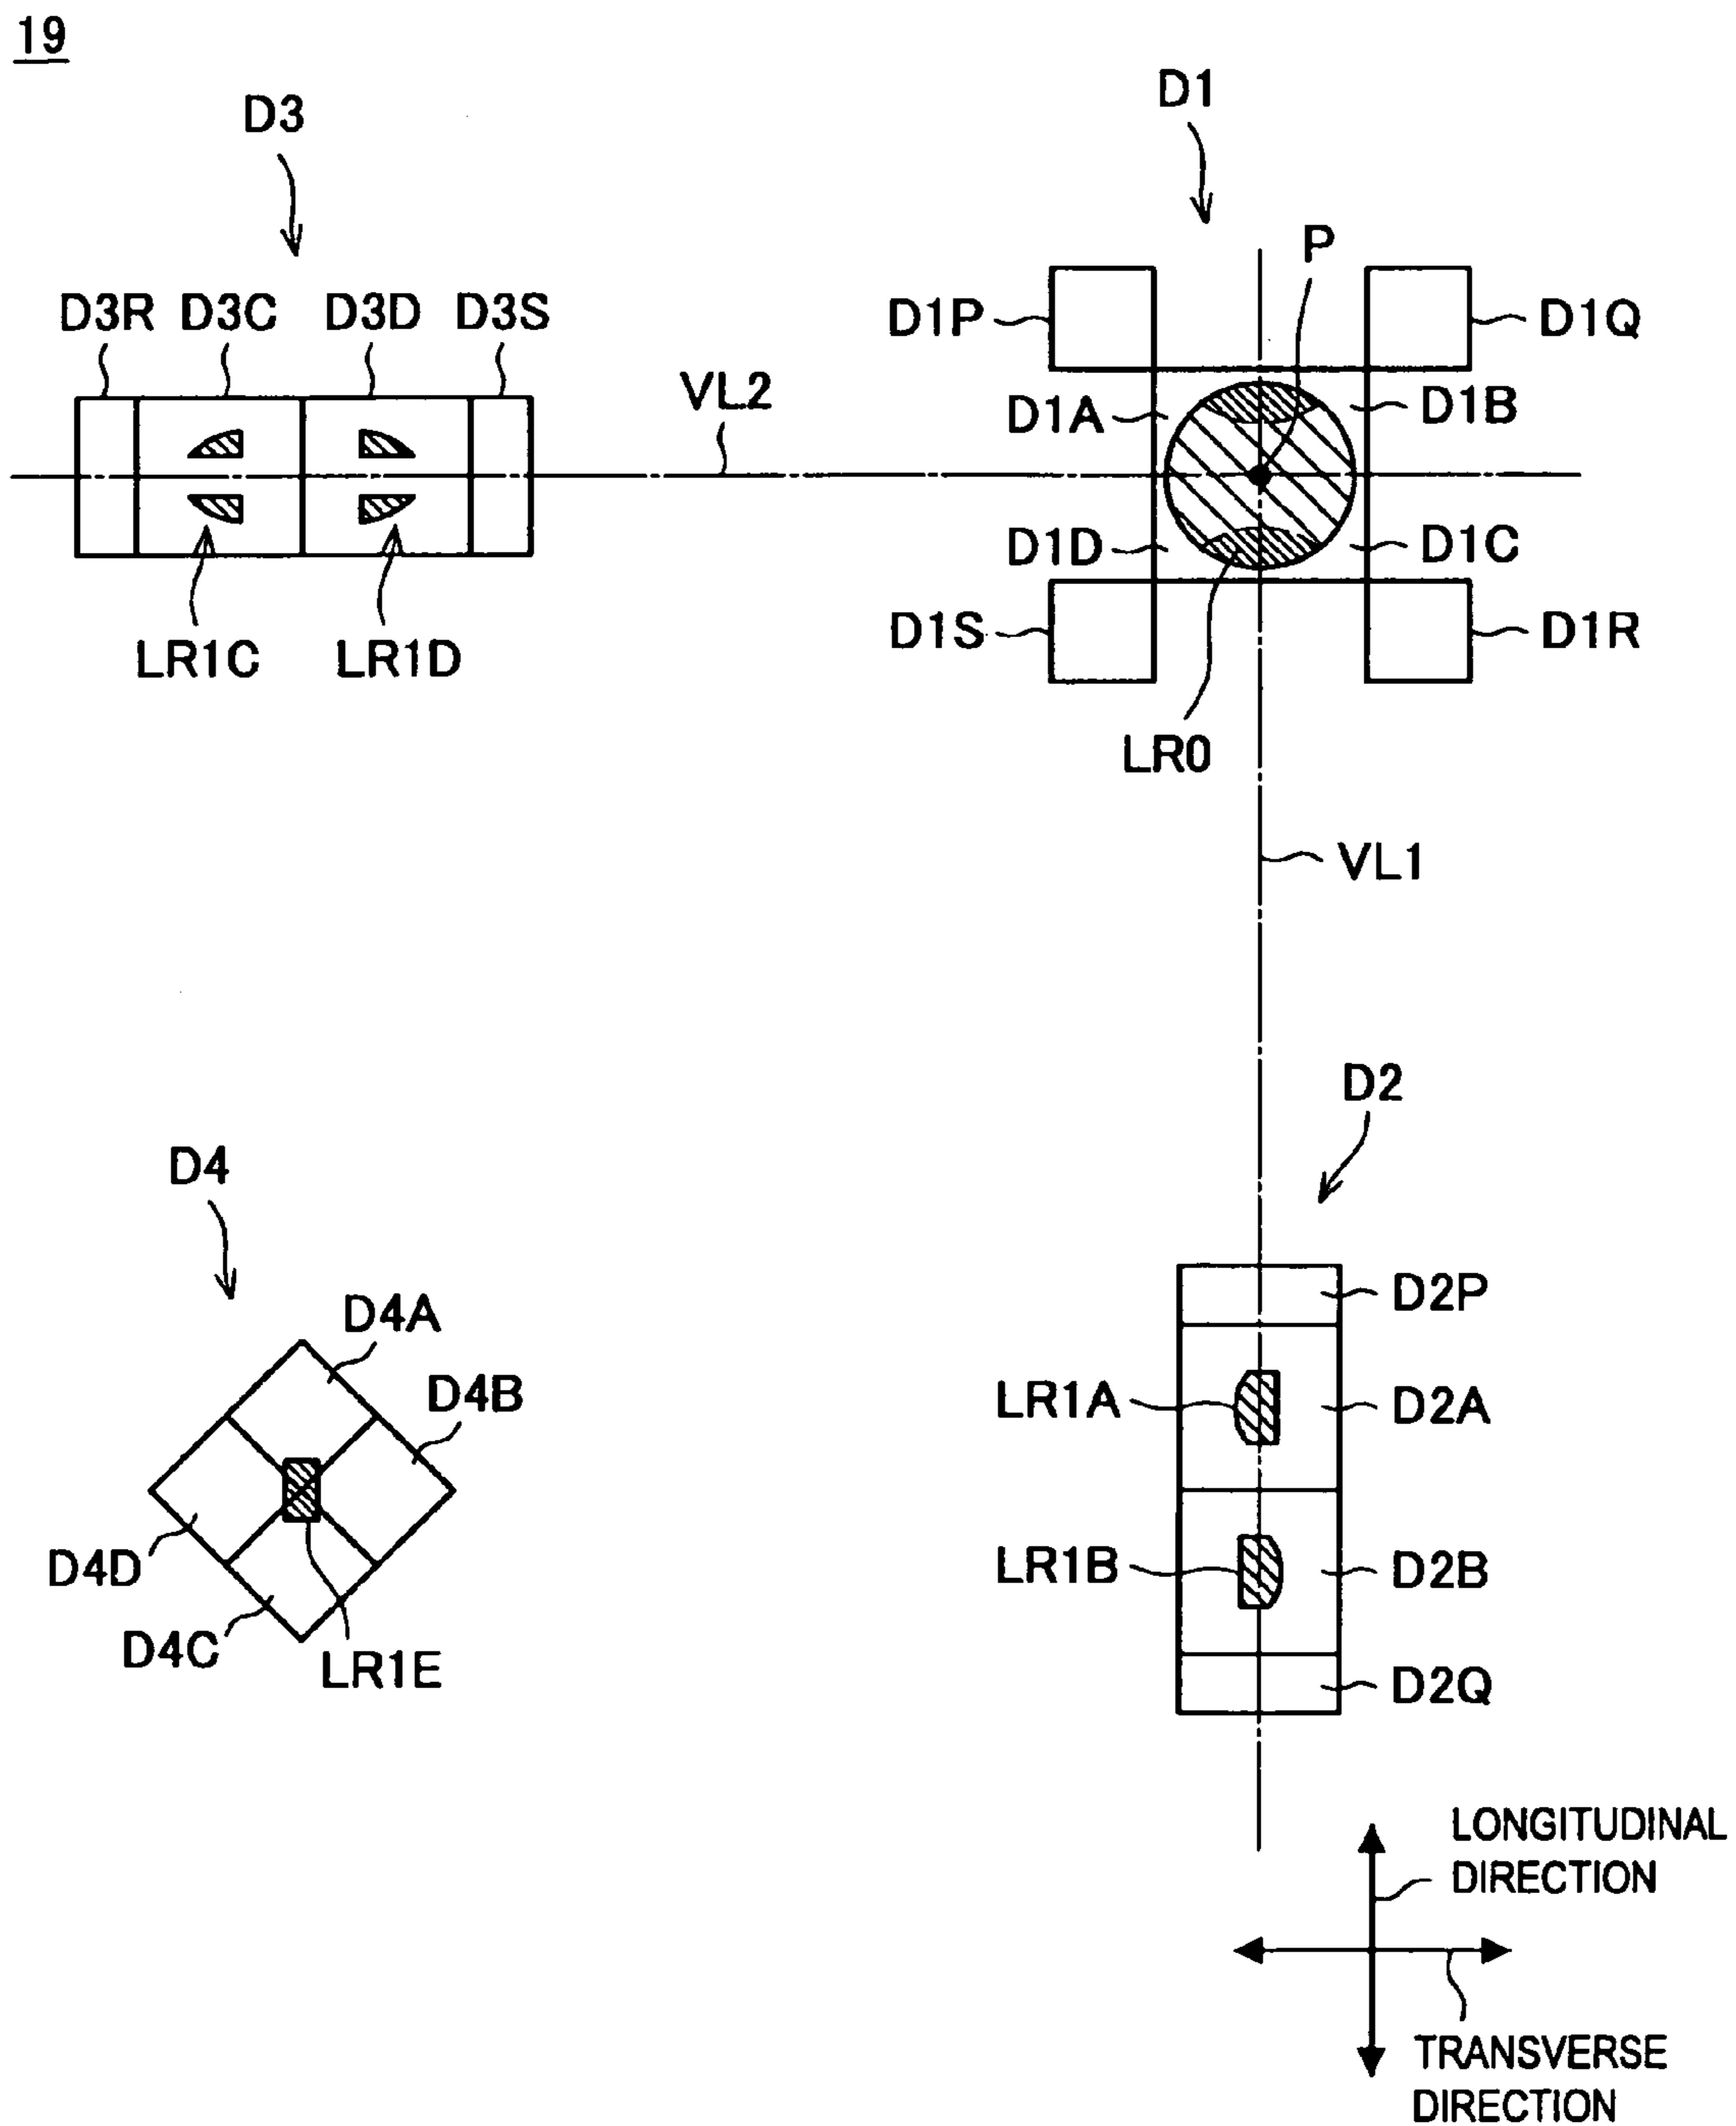 19
D3
D1
P
D3R D3C D3D D3S
D1P
D1Q
VL2
D1A
D1B
D1D
D1C
LR1C LR1D
D1S
D1R
LR0
VL1
D2
D4
D2P
D4A
D4B
LR1A
D2A
D4D
LR1B
D2B
D4C
LR1E
D2Q
LONGITUDINAL
DIRECTION
TRANSVERSE
DIRECTION